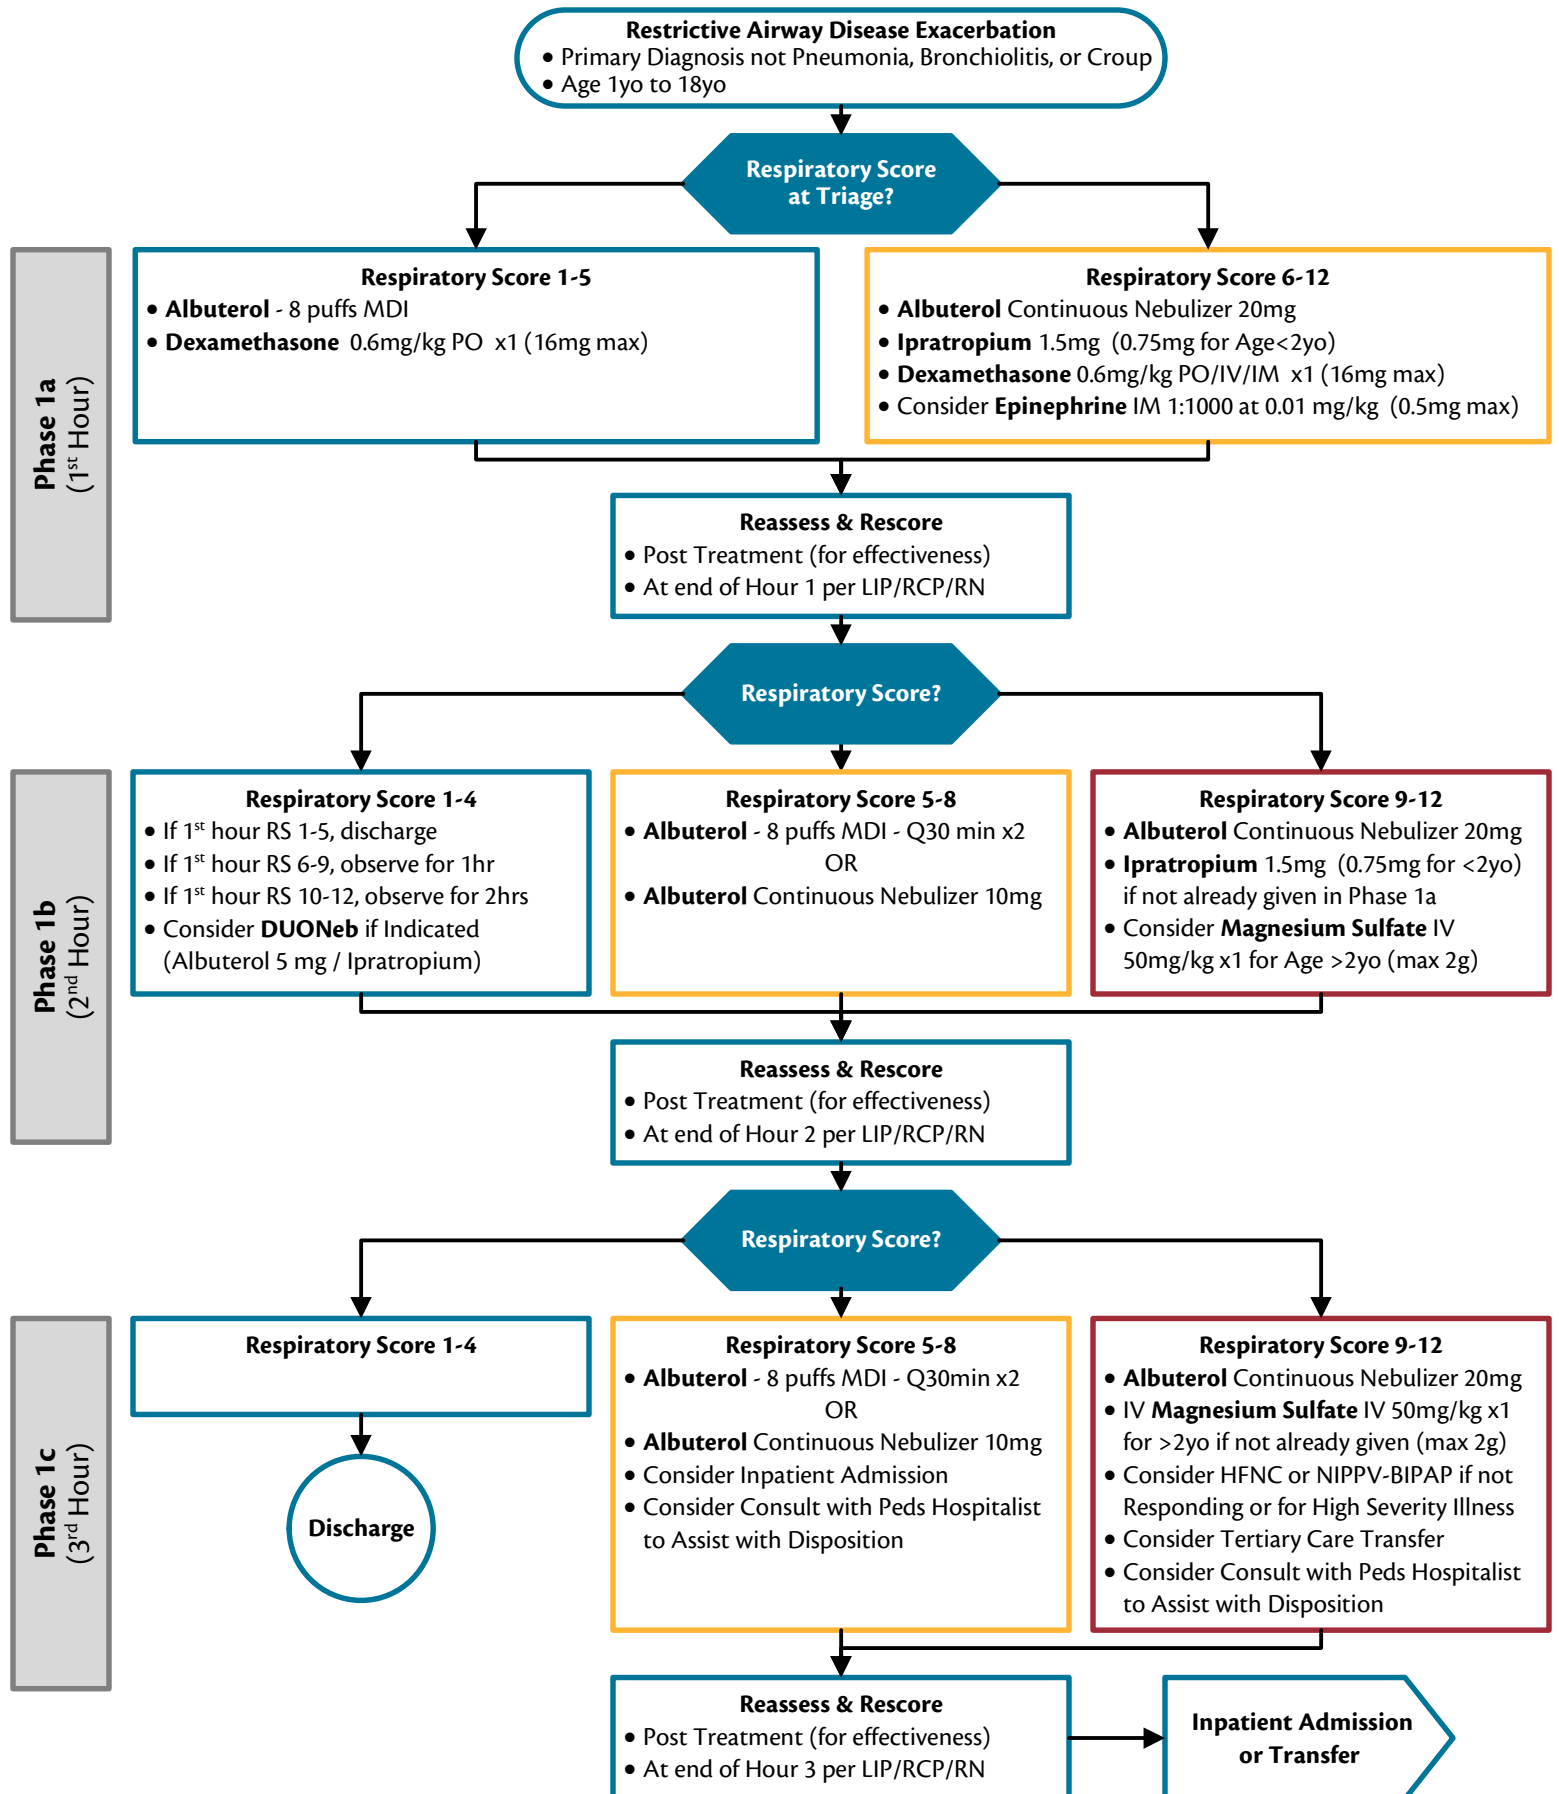 Restrictive Airway Disease Exacerbation
• Primary Diagnosis not Pneumonia, Bronchiolitis, or Croup
• Age 1yo to 18yo
Respiratory Score
at Triage?
Phase 1a
(1st Hour)
Respiratory Score 1-5
• Albuterol - 8 puffs MDI
• Dexamethasone 0.6mg/kg PO x1 (16mg max)
Respiratory Score 6-12
• Albuterol Continuous Nebulizer 20mg
• Ipratropium 1.5mg (0.75mg for Age<2yo)
• Dexamethasone 0.6mg/kg PO/IV/IM x1 (16mg max)
• Consider Epinephrine IM 1:1000 at 0.01 mg/kg (0.5mg max)
Reassess & Rescore
• Post Treatment (for effectiveness)
• At end of Hour 1 per LIP/RCP/RN
Respiratory Score?
Phase 1b
(2nd Hour)
Respiratory Score 1-4
• If 1st hour RS 1-5, discharge
• If 1st hour RS 6-9, observe for 1hr
• If 1st hour RS 10-12, observe for 2hrs
• Consider DUONeb if Indicated
(Albuterol 5 mg / Ipratropium)
Respiratory Score 5-8
• Albuterol - 8 puffs MDI - Q30 min x2
OR
• Albuterol Continuous Nebulizer 10mg
Respiratory Score 9-12
• Albuterol Continuous Nebulizer 20mg
• Ipratropium 1.5mg (0.75mg for <2yo)
if not already given in Phase 1a
• Consider Magnesium Sulfate IV
50mg/kg x1 for Age >2yo (max 2g)
Reassess & Rescore
• Post Treatment (for effectiveness)
• At end of Hour 2 per LIP/RCP/RN
Respiratory Score?
Phase 1c
(3rd Hour)
Respiratory Score 1-4
Discharge
Respiratory Score 5-8
• Albuterol - 8 puffs MDI - Q30min x2
OR
• Albuterol Continuous Nebulizer 10mg
• Consider Inpatient Admission
• Consider Consult with Peds Hospitalist
to Assist with Disposition
Respiratory Score 9-12
• Albuterol Continuous Nebulizer 20mg
• IV Magnesium Sulfate IV 50mg/kg x1
for >2yo if not already given (max 2g)
• Consider HFNC or NIPPV-BIPAP if not
Responding or for High Severity Illness
• Consider Tertiary Care Transfer
• Consider Consult with Peds Hospitalist
to Assist with Disposition
Reassess & Rescore
• Post Treatment (for effectiveness)
• At end of Hour 3 per LIP/RCP/RN
Inpatient Admission
or Transfer